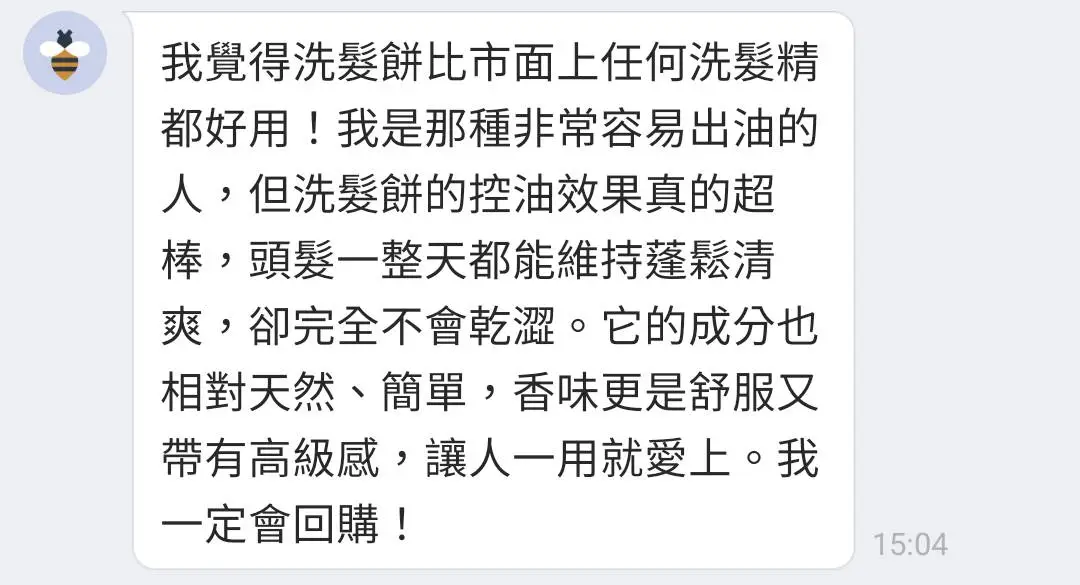 我覺得洗髮餅比市面上任何洗髮精
都好用！我是那種非常容易出油的
人，但洗髮餅的控油效果真的超
棒，頭髮一整天都能維持蓬鬆清
爽，卻完全不會乾澀。它的成分也
相對天然、簡單，香味更是舒服又
帶有高級感，讓人一用就愛上。我
一定會回購！
15:04